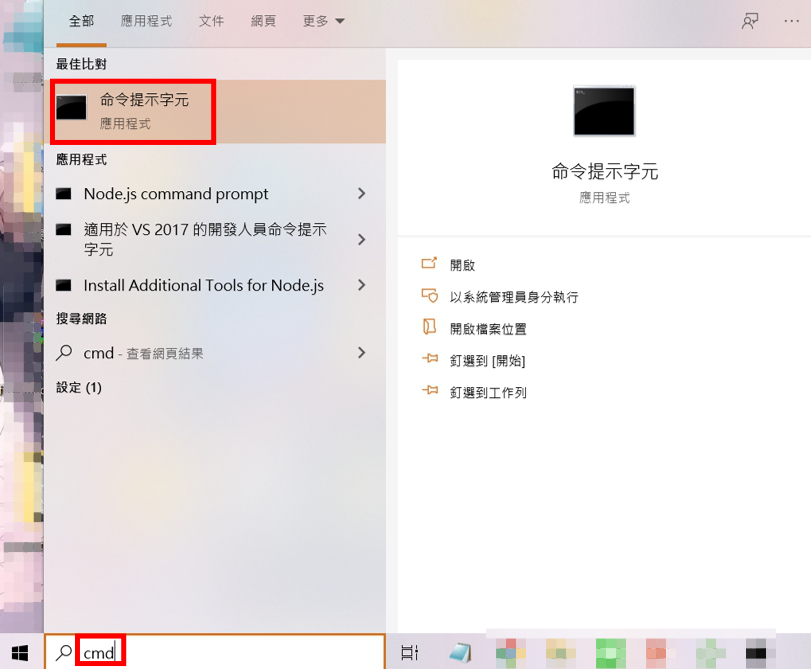 全部 應用程式 文件 網頁 更多
最佳比對
命令提示字元
應用程式
應用程式
Node.js command prompt
適用於 VS 2017 的開發人員命令提示
字元
Install Additional Tools for Node.js
搜尋網路
cmd - 查看網頁結果
設定 (1)
命令提示字元
應用程式
開啟
以系統管理員身分執行
開啟檔案位置
釘選到 [開始]
釘選到工作列
cmd